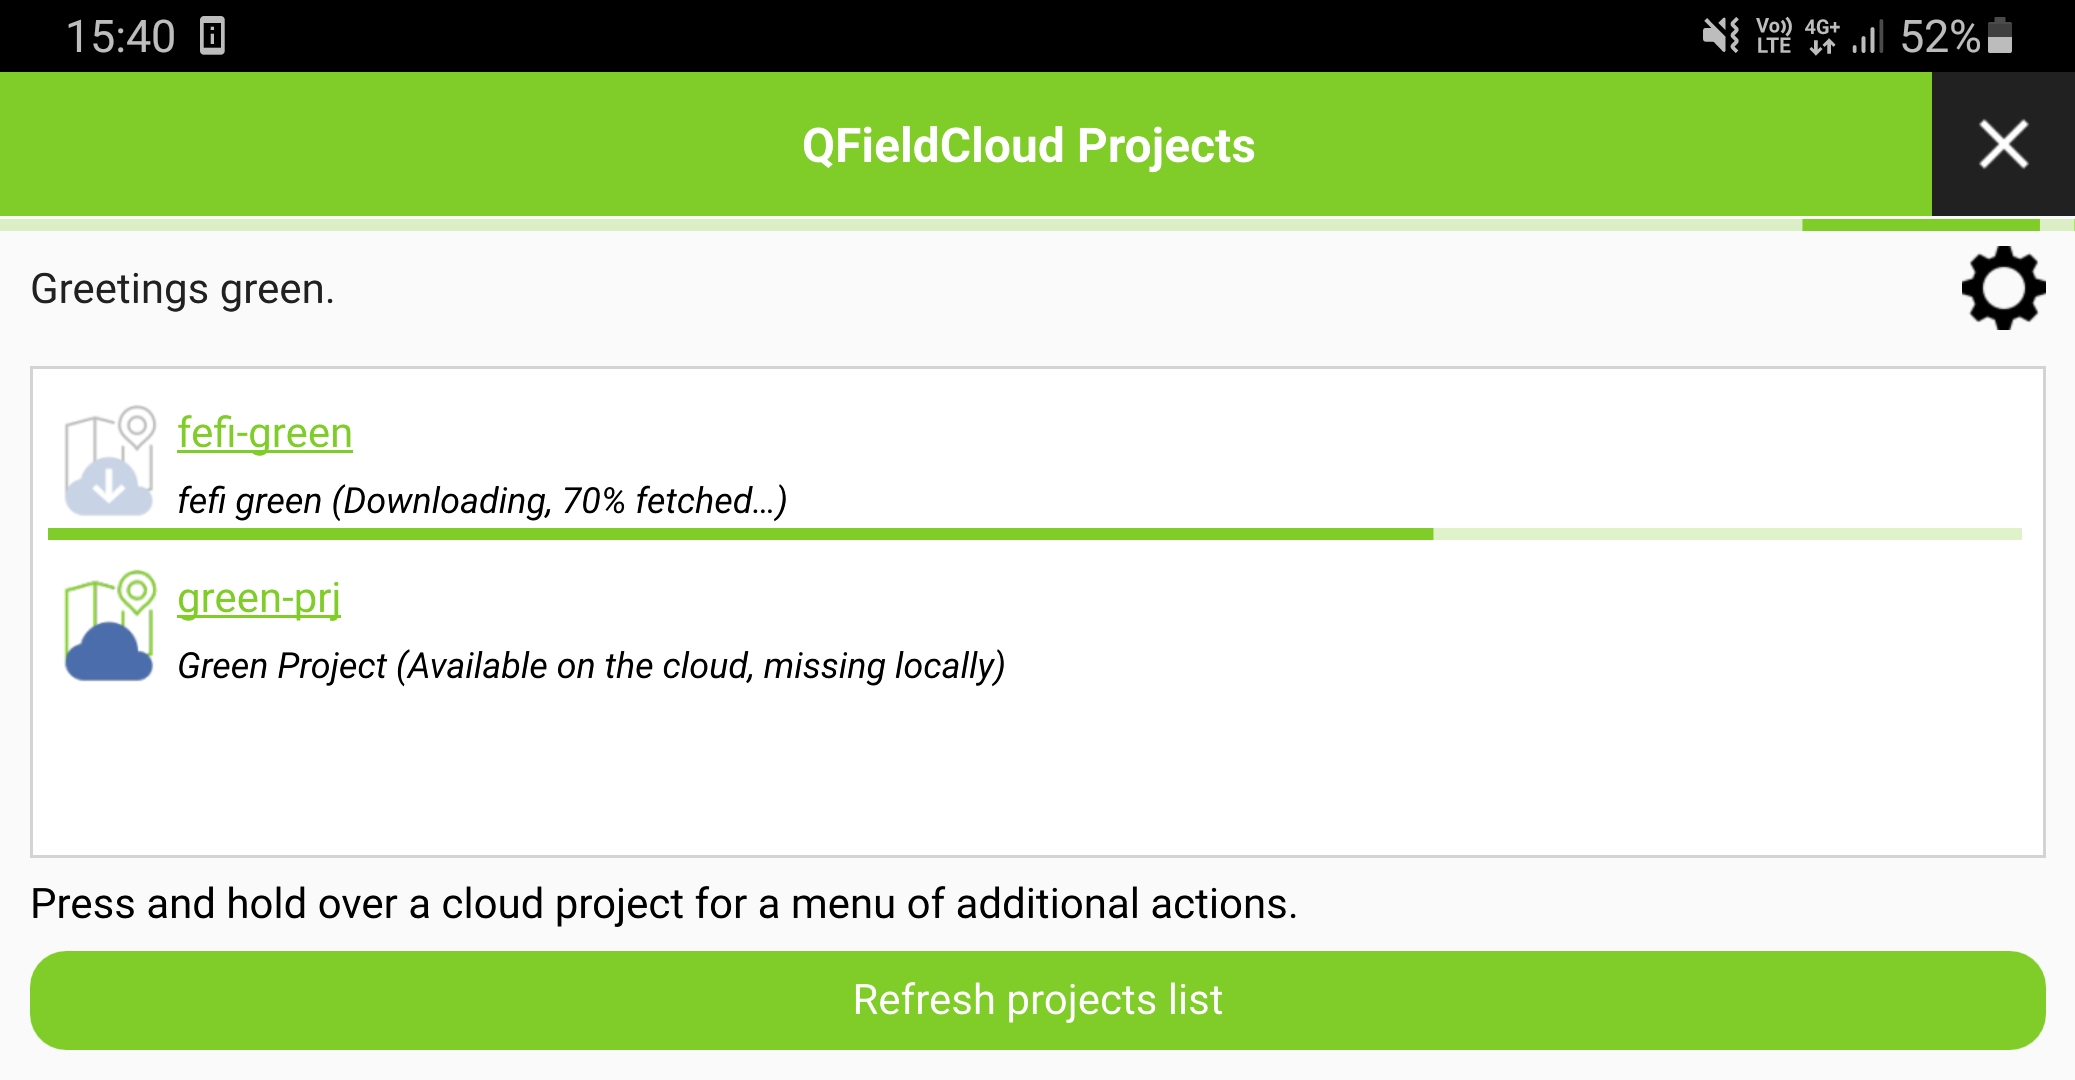 15:40
Vo)) LTE 4G+ 52%
QFieldCloud Projects
Greetings green.
fefi-green
fefi green (Downloading, 70% fetched...)
green-prj
Green Project (Available on the cloud, missing locally)
Press and hold over a cloud project for a menu of additional actions.
Refresh projects list